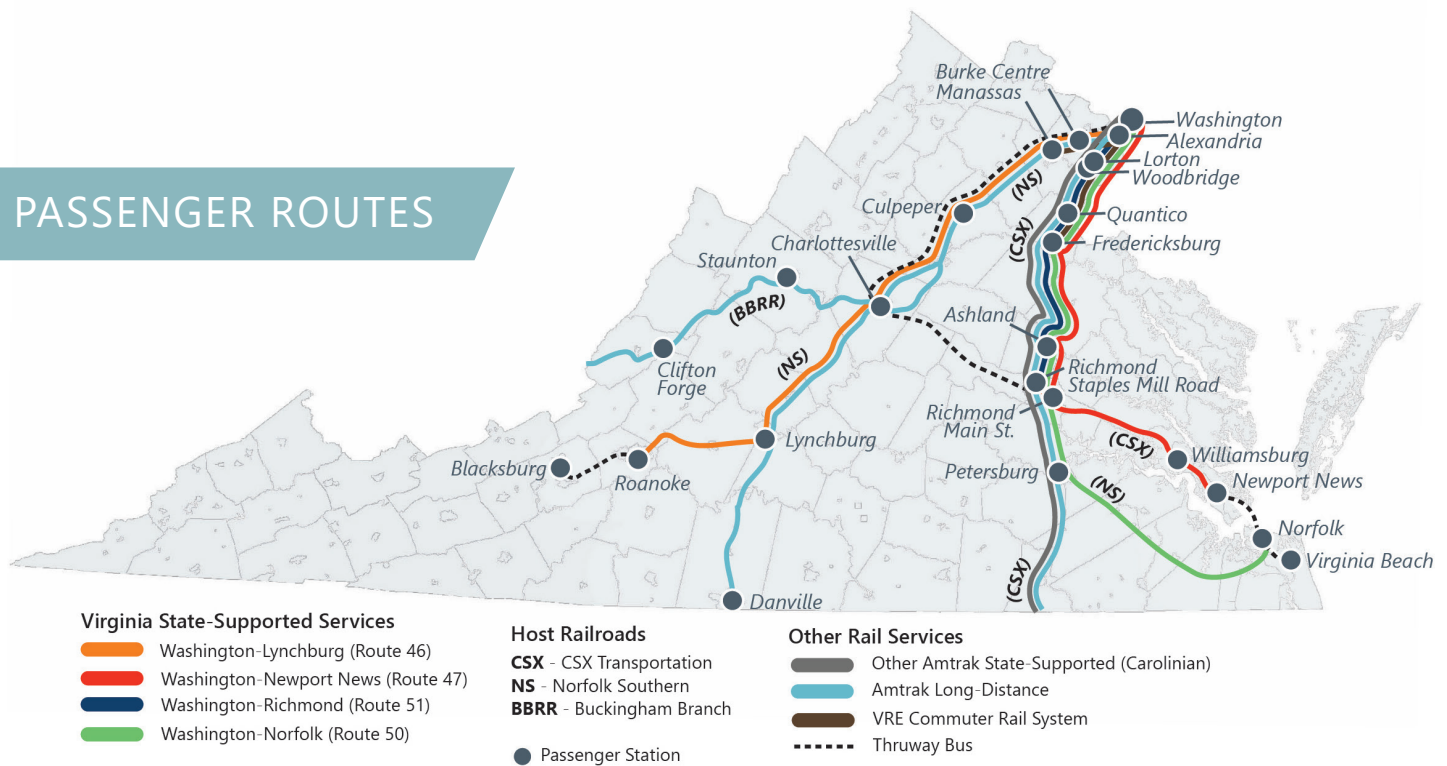 PASSENGER ROUTES
Burke Centre
Manassas
Washington
Alexandria
Lorton
Woodbridge
(NS)
Culpeper
Quantico
(CSX)
Charlottesville
Fredericksburg
Staunton
(BBRR)
Ashland
Clifton
Forge
(NS)
Richmond
Staples Mill Road
Richmond
Main St.
Lynchburg
(CSX)
Williamsburg
Blacksburg
Roanoke
Petersburg
(NS)
Newport News
Norfolk
Virginia Beach
(CSX)
Danville
Virginia State-Supported Services
Washington-Lynchburg (Route 46)
Washington-Newport News (Route 47)
Washington-Richmond (Route 51)
Washington-Norfolk (Route 50)
Host Railroads
CSX - CSX Transportation
NS - Norfolk Southern
BBRR - Buckingham Branch
Passenger Station
Other Rail Services
Other Amtrak State-Supported (Carolinian)
Amtrak Long-Distance
VRE Commuter Rail System
Thruway Bus